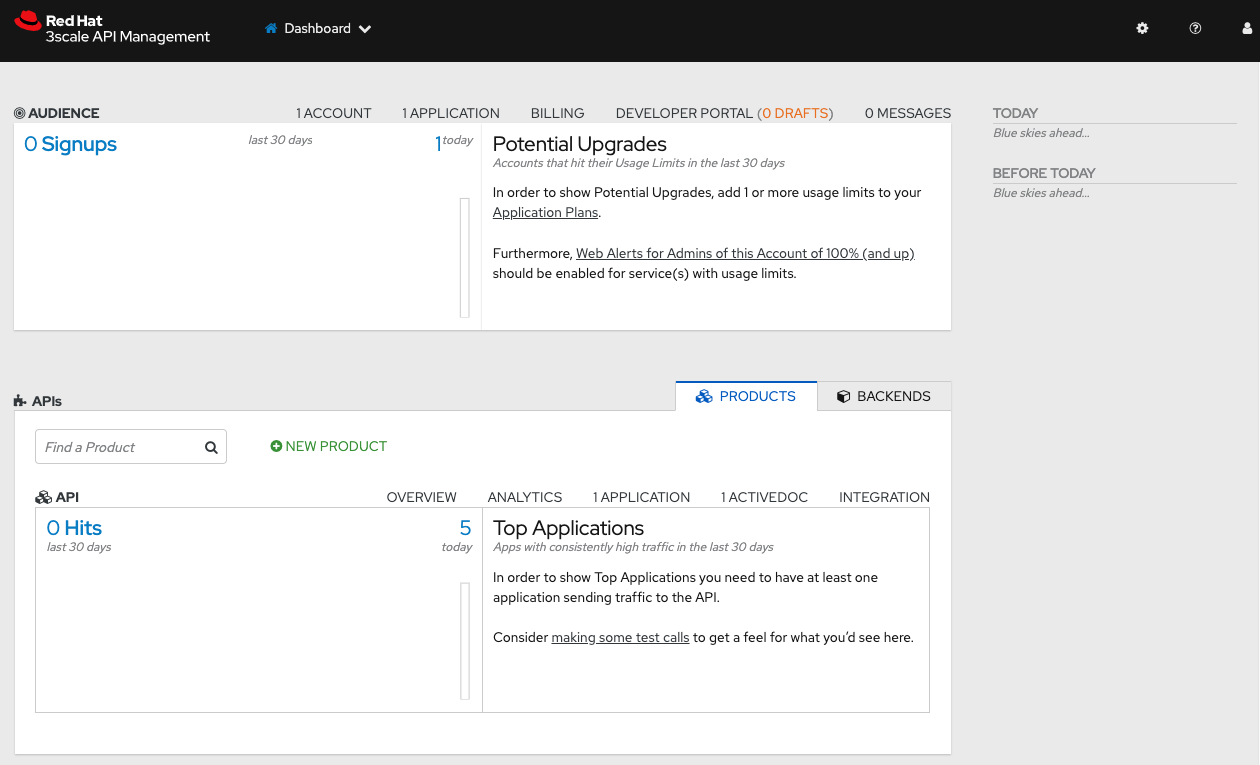 Red Hat
3scale API Management
Dashboard
AUDIENCE
1 ACCOUNT
1 APPLICATION
BILLING
DEVELOPER PORTAL (0 DRAFTS)
0 MESSAGES
0 Signups
last 30 days
1 today
Potential Upgrades
Accounts that hit their Usage Limits in the last 30 days
In order to show Potential Upgrades, add 1 or more usage limits to your
Application Plans.
Furthermore, Web Alerts for Admins of this Account of 100% (and up)
should be enabled for service(s) with usage limits.
TODAY
Blue skies ahead...
BEFORE TODAY
Blue skies ahead...
APIs
PRODUCTS
BACKENDS
Find a Product
NEW PRODUCT
API
OVERVIEW
ANALYTICS
1 APPLICATION
1 ACTIVEDOC
INTEGRATION
0 Hits
last 30 days
5
today
Top Applications
Apps with consistently high traffic in the last 30 days
In order to show Top Applications you need to have at least one
application sending traffic to the API.
Consider making some test calls to get a feel for what you'd see here.